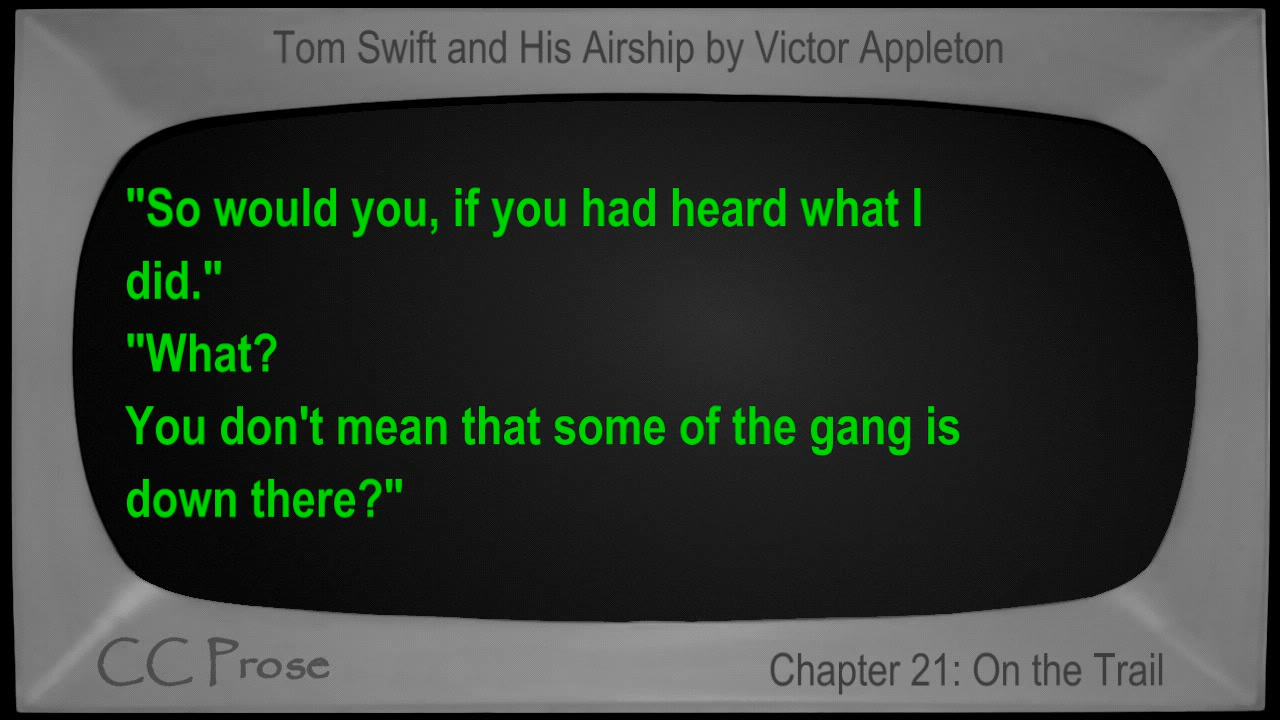 Tom Swift and His Airship by Victor Appleton
"So would you, if you had heard what I
did."
"What?
You don't mean that some of the gang is
down there?"
CC Prose
Chapter 21: On the Trail